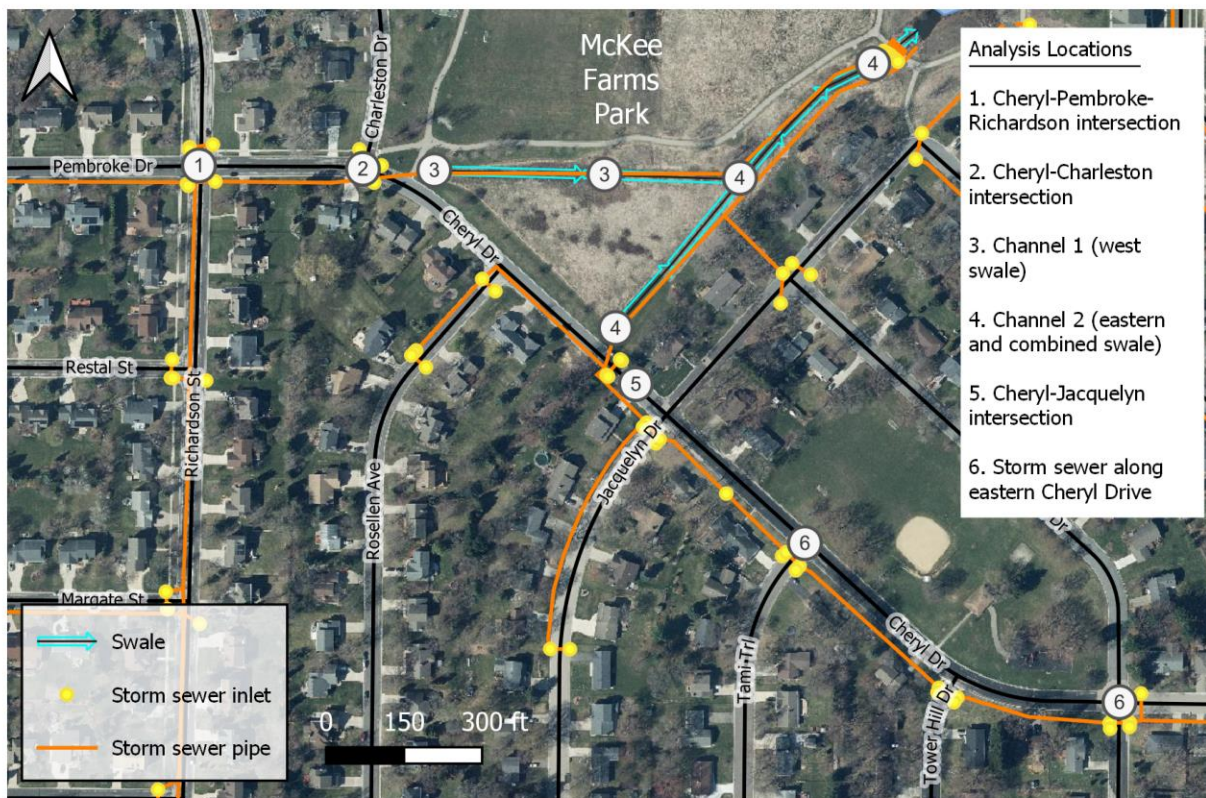 McKee
Farms
Park
Charleston Dr
Pembroke Dr
1
2
3
3
4
4
Cheryl Dr
4
5
Restal St
Richardson St
Rosellen Ave
Jacquelyn Dr
6
Margate St
Tami Trl
Cheryl Dr
Tower Hill Dr
6
Dr
Analysis Locations
1. Cheryl-Pembroke-
Richardson intersection
2. Cheryl-Charleston
intersection
3. Channel 1 (west
swale)
4. Channel 2 (eastern
and combined swale)
5. Cheryl-Jacquelyn
intersection
6. Storm sewer along
eastern Cheryl Drive
Swale
Storm sewer inlet
Storm sewer pipe
0 150 300 ft